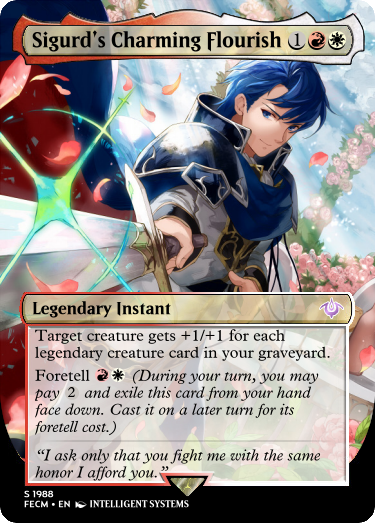 Sigurd's Charming Flourish 1
Legendary Instant
Target creature gets +1/+1 for each
legendary creature card in your graveyard.
Foretell (During your turn, you may
pay 2 and exile this card from your hand
face down. Cast it on a later turn for its
foretell cost.)
“I ask only that you fight me with the same
honor I afford you.”
S 1988
FECM • EN INTELLIGENT SYSTEMS